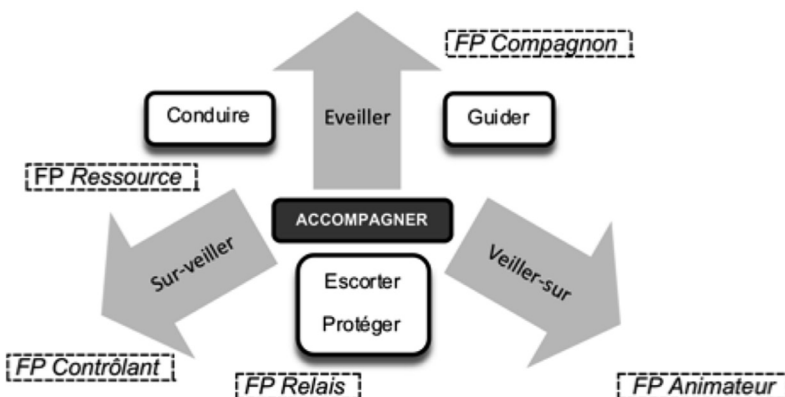 FP Compagnon
Conduire
Eveiller
Guider
FP Ressource
ACCOMPAGNER
Sur-veiller
Veiller-sur
Escorter
Protéger
FP Contrôlant
FP Relais
FP Animateur